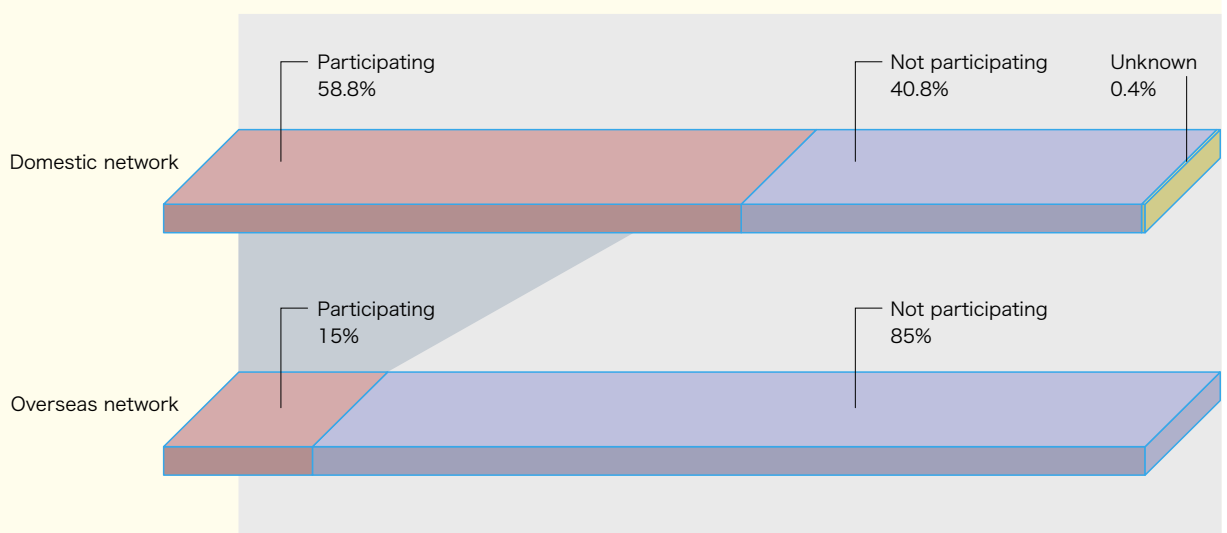 Participating
58.8%
Not participating
40.8%
Unknown
0.4%
Domestic network
Participating
15%
Not participating
85%
Overseas network